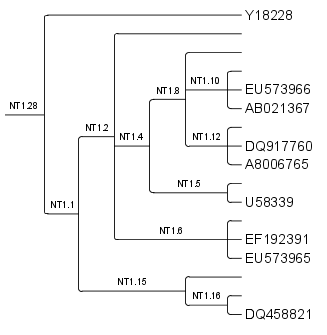 Y18228
NT1.10
NT1.8
EU573966
NT1.28
AB021367
NT1.2
NT1.4
NT1.12
DQ917760
A8006765
NT1.5
NT1.1
U58339
NT1.6
EF192391
EU573965
NT1.15
NT1.16
DQ458821